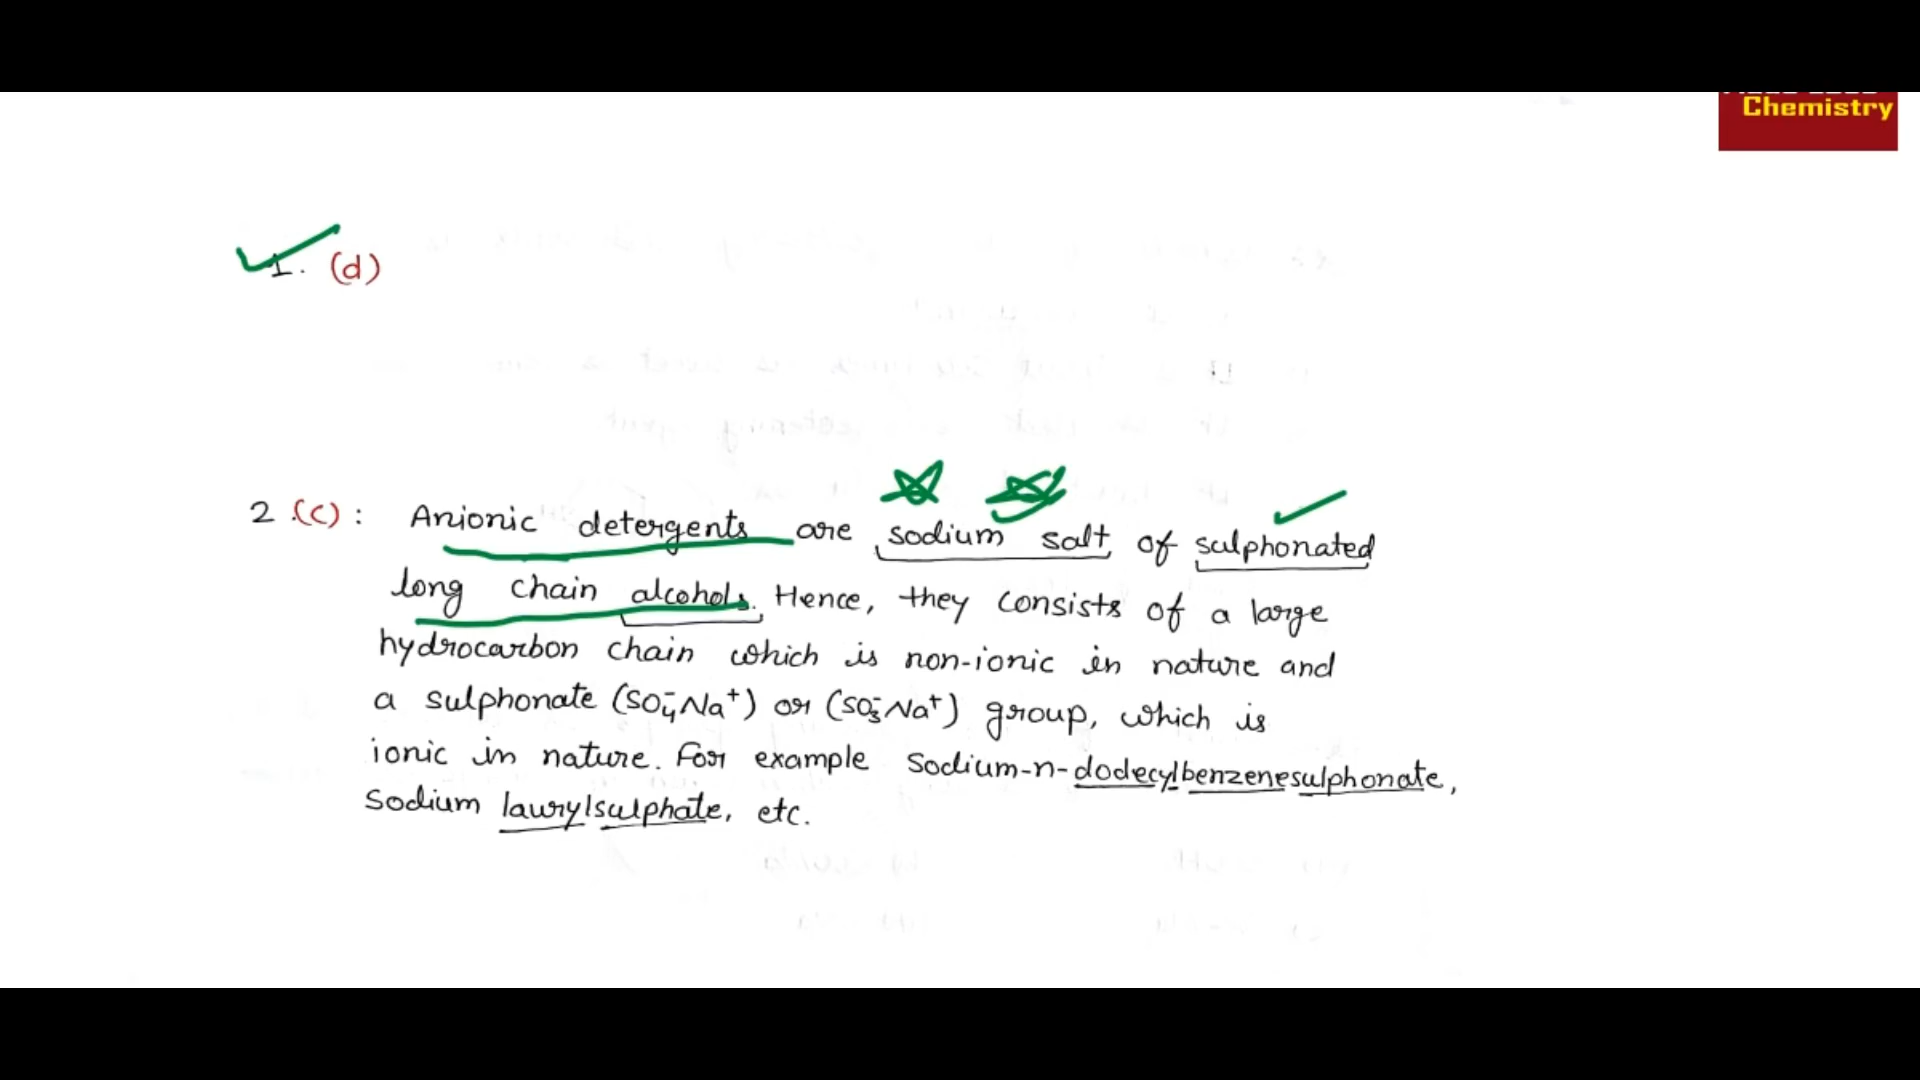 Chemistry
1. (d)
2.(c): Anionic detergents are sodium salt of sulphonated
long chain alcohols. Hence, they consists of a large
hydrocarbon chain which is non-ionic in nature and
a sulphonate (SO₄⁻Na⁺) or (SO₃⁻Na⁺) group, which is
ionic in nature. For example Sodium-n-dodecylbenzenesulphonate,
Sodium laurylsulphate, etc.